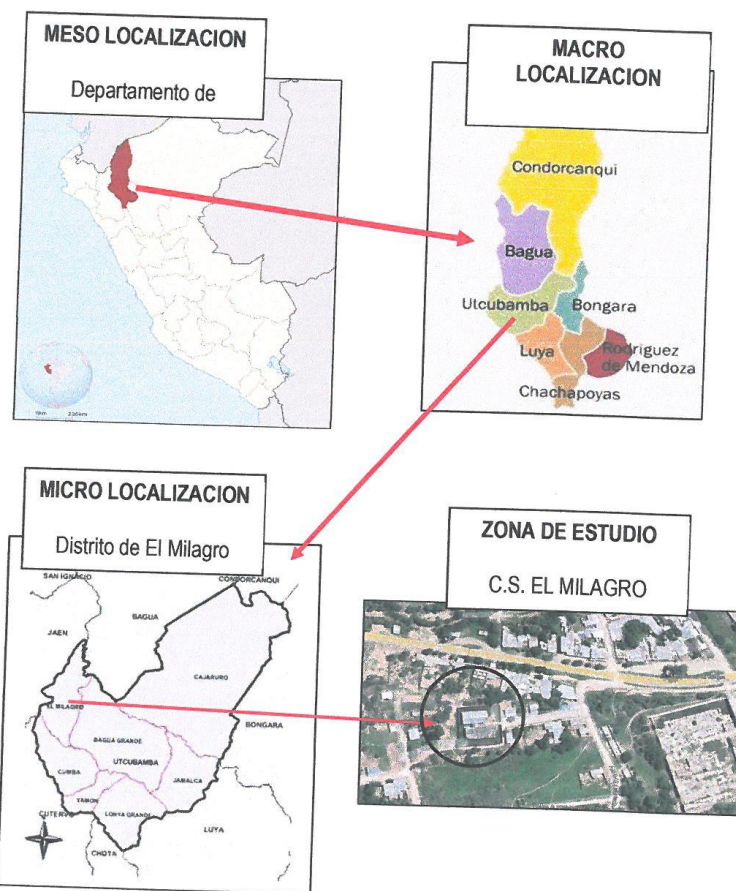 MESO LOCALIZACION
Departamento de
MACRO
LOCALIZACION
Condorcanqui
Bagua
Utcubamba
Bongara
Luya
Rodriguez
de Mendoza
Chachapoyas
MICRO LOCALIZACION
Distrito de El Milagro
SAN IGNACIO
CONDORCANQUI
BAGUA
JAEN
CAJARURO
EL MILAGRO
BONGARA
BAGUA GRANDE
UTCUBAMBA
CUMBA
JAMALCA
YAMON
LONYA GRANDE
CUTERVO
LUYA
CHOTA
ZONA DE ESTUDIO
C.S. EL MILAGRO